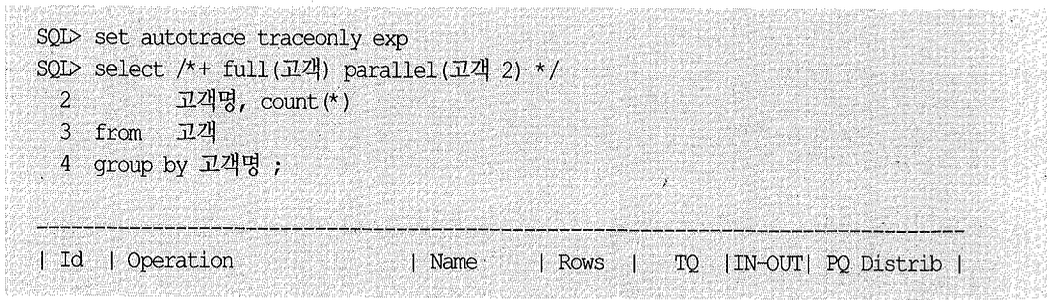 SQL> set autotrace traceonly exp
SQL> select /*+ full(고객) parallel(고객 2) */
2 고객명, count(*)
3 from 고객
4 group by 고객명 ;
--------------------------------------------------------------------------------
| Id | Operation | Name | Rows | TQ |IN-OUT| PQ Distrib |